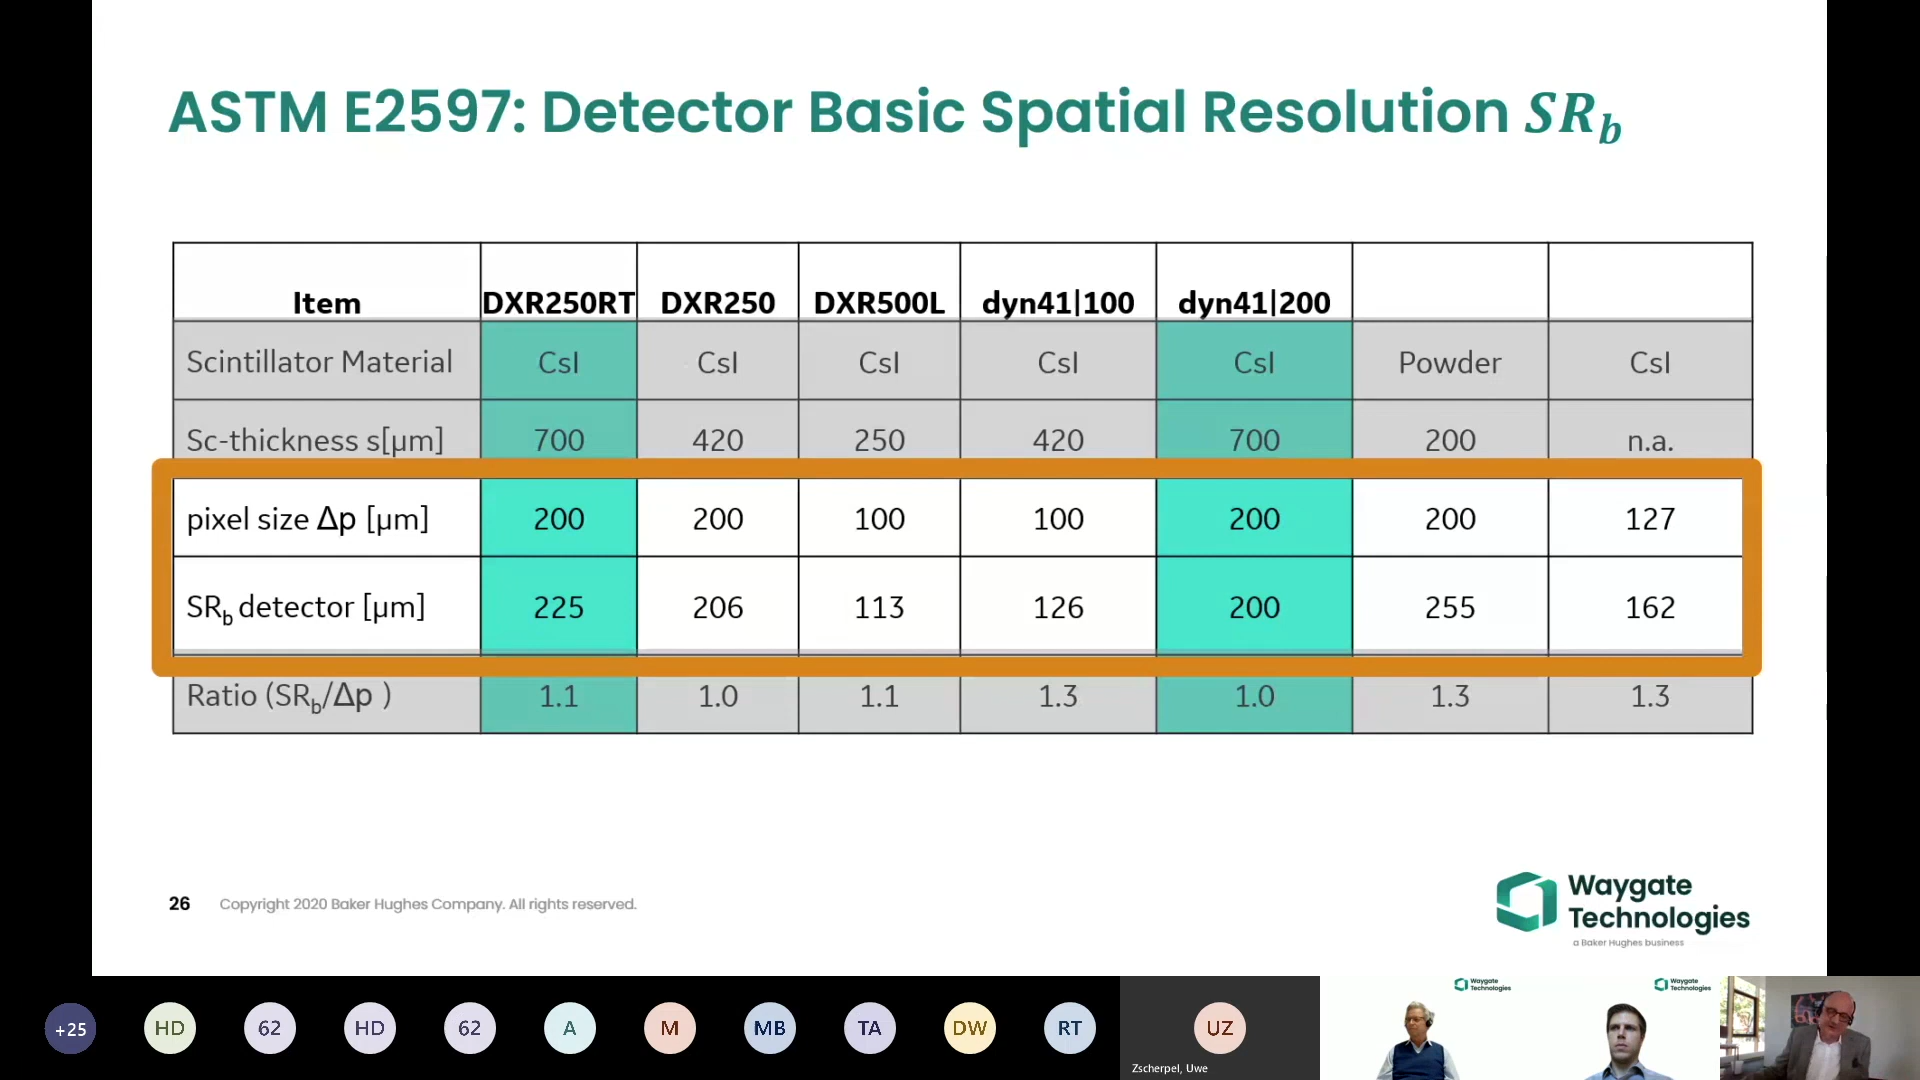 ASTM E2597: Detector Basic Spatial Resolution SRb
Item DXR250RT DXR250 DXR500L dyn41|100 dyn41|200
Scintillator Material CsI CsI CsI CsI CsI Powder CsI
Sc-thickness s[µm] 700 420 250 420 700 200 n.a.
pixel size Δp [µm] 200 200 100 100 200 200 127
SRb detector [µm] 225 206 113 126 200 255 162
Ratio (SRb/Δp ) 1.1 1.0 1.1 1.3 1.0 1.3 1.3
26 Copyright 2020 Baker Hughes Company. All rights reserved.
Waygate
Technologies
a Baker Hughes business
+25 HD 62 HD 62 A M MB TA DW RT UZ
Zscherpel, Uwe
Waygate
Technologies
Waygate
Technologies